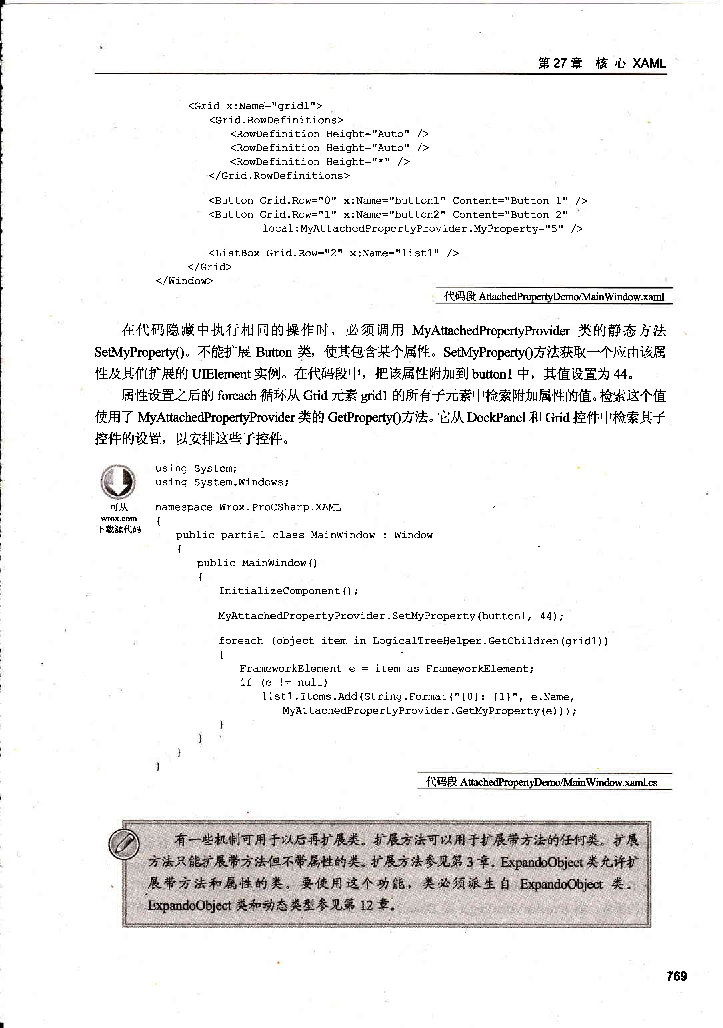 第 27 章 核 心 XAML
<Grid x:Name="grid1">
<Grid.RowDefinitions>
<RowDefinition Height="Auto" />
<RowDefinition Height="Auto" />
<RowDefinition Height="*" />
</Grid.RowDefinitions>
<Button Grid.Row="0" x:Name="button1" Content="Button 1" />
<Button Grid.Row="1" x:Name="button2" Content="Button 2"
local:MyAttachedPropertyProvider.MyProperty="5" />
<ListBox Grid.Row="2" x:Name="list1" />
</Grid>
</Window>
代码段 AttachedPropertyDemo/MainWindow.xaml
在代码隐藏中执行相同的操作时，必须调用 MyAttachedPropertyProvider 类的静态方法
SetMyProperty()。不能扩展 Button 类，使其包含某个属性。SetMyProperty()方法获取一个应由该属
性及其值扩展的 UIElement 实例。在代码段中，把该属性附加到 button1 中，其值设置为 44。
属性设置之后的 foreach 循环从 Grid 元素 grid1 的所有子元素中检索附加属性的值。检索这个值
使用了 MyAttachedPropertyProvider 类的 GetProperty()方法。它从 DockPanel 和 Grid 控件中检索其子
控件的设置，以安排这些子控件。
可从
wrox.com
下载源代码
using System;
using System.Windows;
namespace Wrox.ProCSharp.XAML
{
public partial class MainWindow : Window
{
public MainWindow()
{
InitializeComponent();
MyAttachedPropertyProvider.SetMyProperty(button1, 44);
foreach (object item in LogicalTreeHelper.GetChildren(grid1))
{
FrameworkElement e = item as FrameworkElement;
if (e != null)
list1.Items.Add(String.Format("{0}: {1}", e.Name,
MyAttachedPropertyProvider.GetMyProperty(e)));
}
}
}
}
代码段 AttachedPropertyDemo/MainWindow.xaml.cs
有一些机制可用于以后再扩展类。扩展方法可以用于扩展带方法的任何类。扩展
方法只能扩展带方法但不带属性的类。扩展方法参见第 3 章。ExpandoObject 类允许扩
展带方法和属性的类。要使用这个功能，类必须派生自 ExpandoObject 类。
ExpandoObject 类和动态类型参见第 12 章。
769